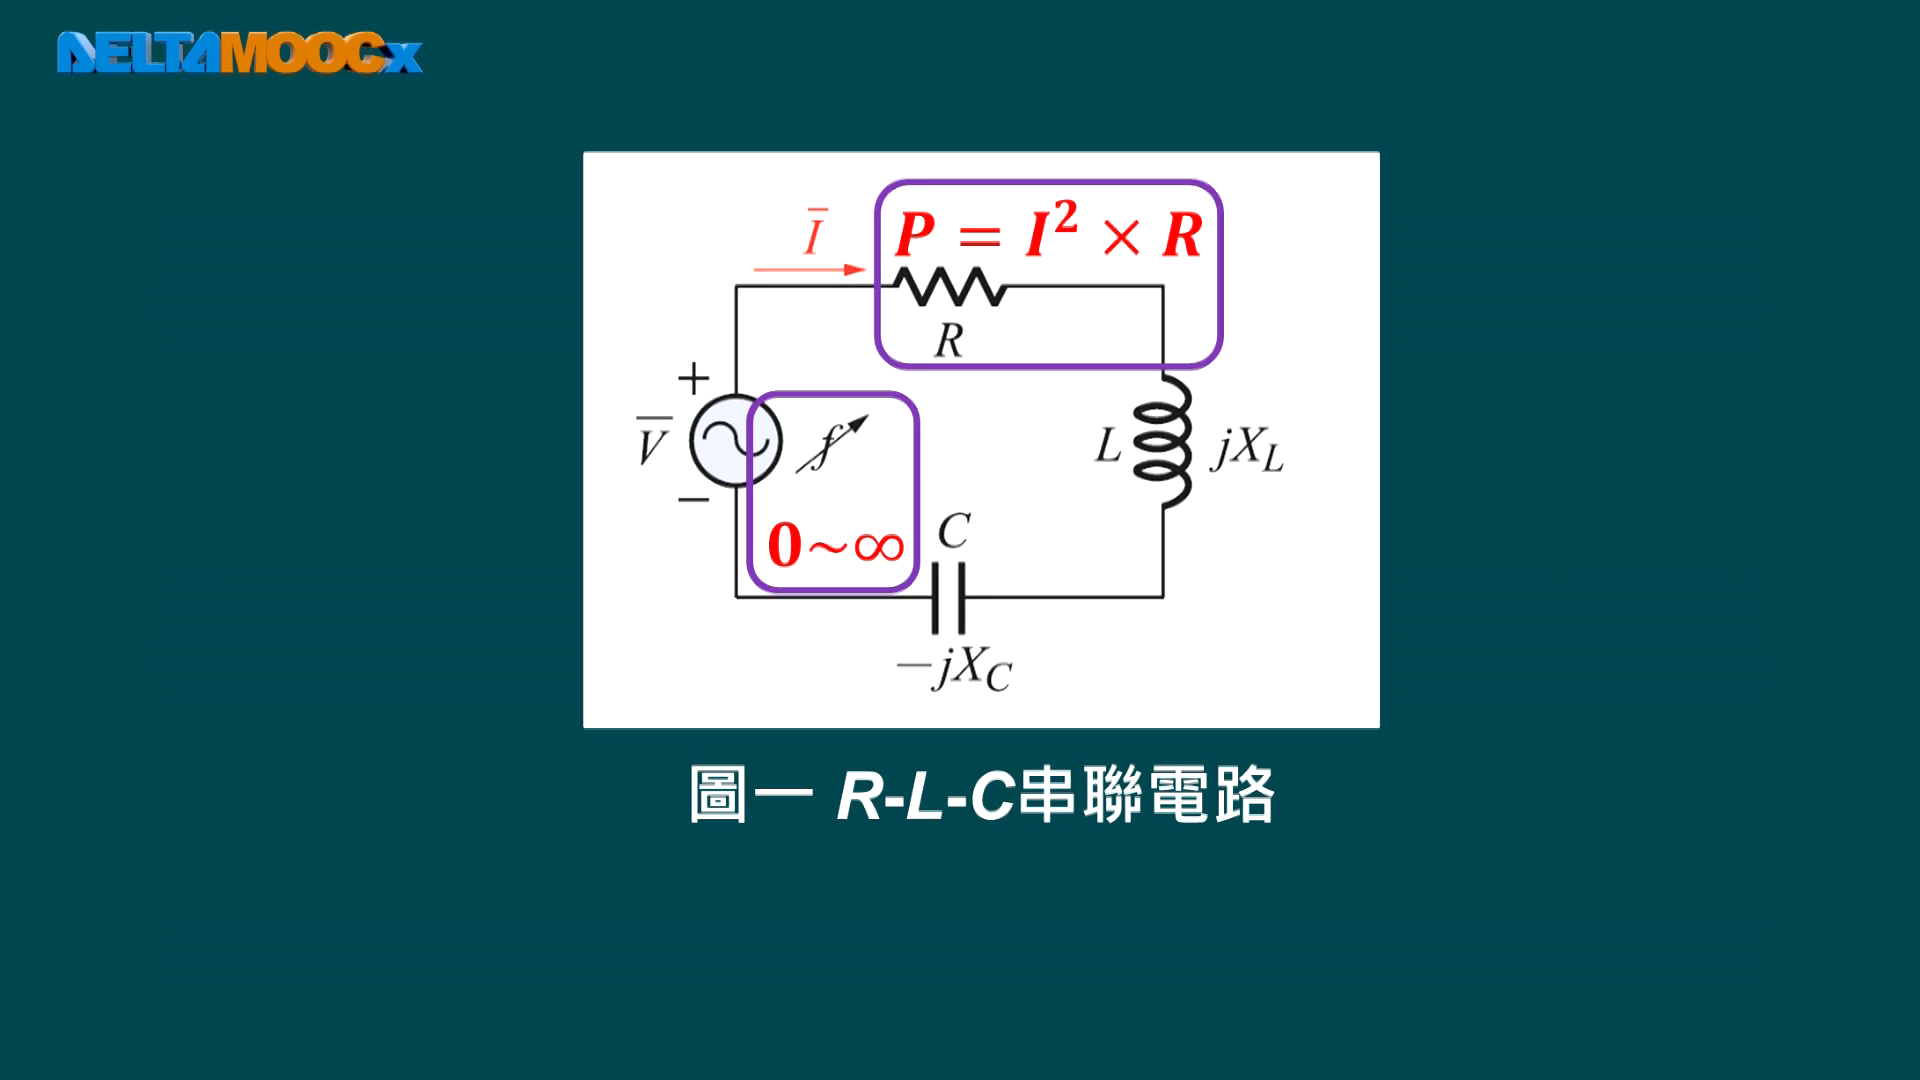 DELTAMOOCx
I̅
P = I² × R
R
+
V̅
f
−
0~∞
L
jX_L
C
−jX_C
圖一 R-L-C串聯電路